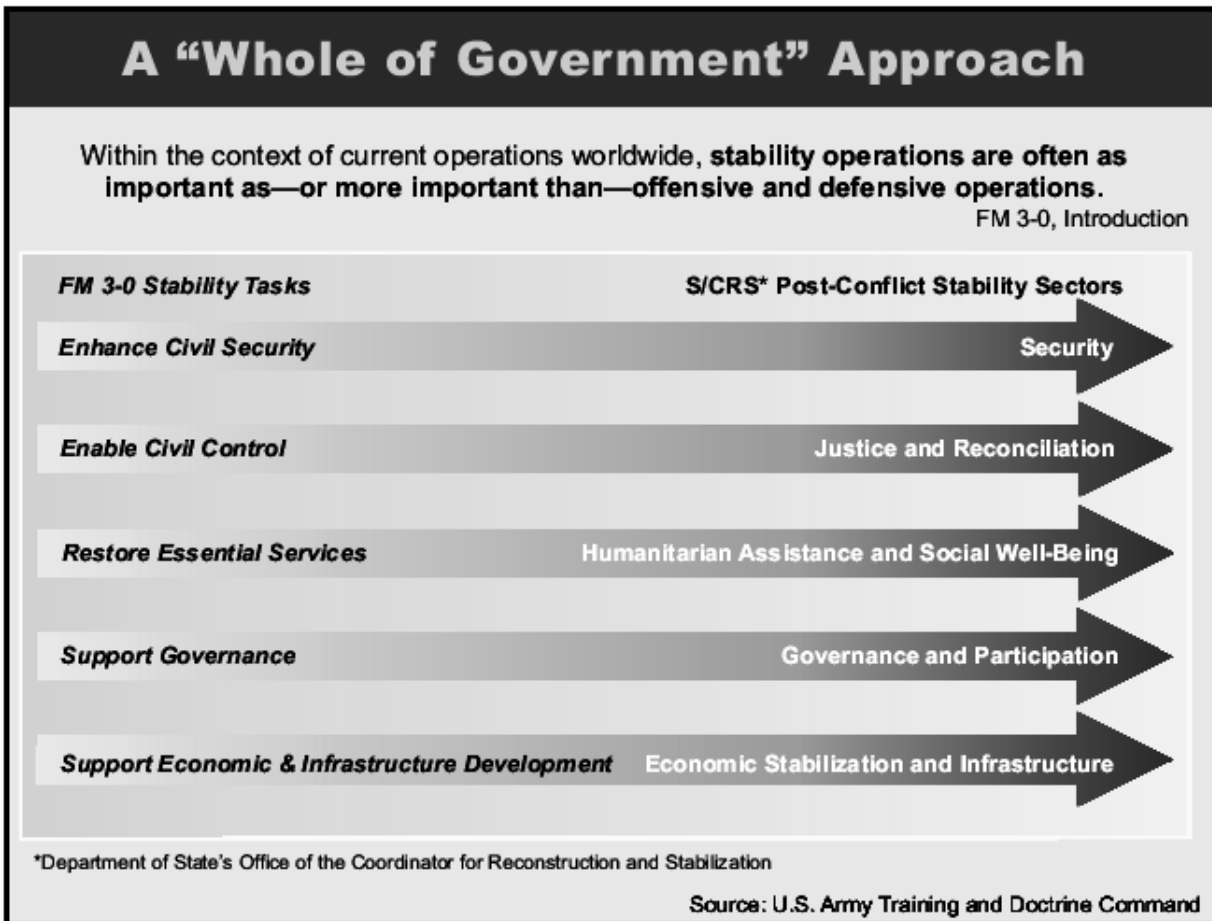 A “Whole of Government” Approach
Within the context of current operations worldwide, stability operations are often as
important as—or more important than—offensive and defensive operations.
FM 3-0, Introduction
FM 3-0 Stability Tasks S/CRS* Post-Conflict Stability Sectors
Enhance Civil Security Security
Enable Civil Control Justice and Reconciliation
Restore Essential Services Humanitarian Assistance and Social Well-Being
Support Governance Governance and Participation
Support Economic & Infrastructure Development Economic Stabilization and Infrastructure
*Department of State’s Office of the Coordinator for Reconstruction and Stabilization
Source: U.S. Army Training and Doctrine Command